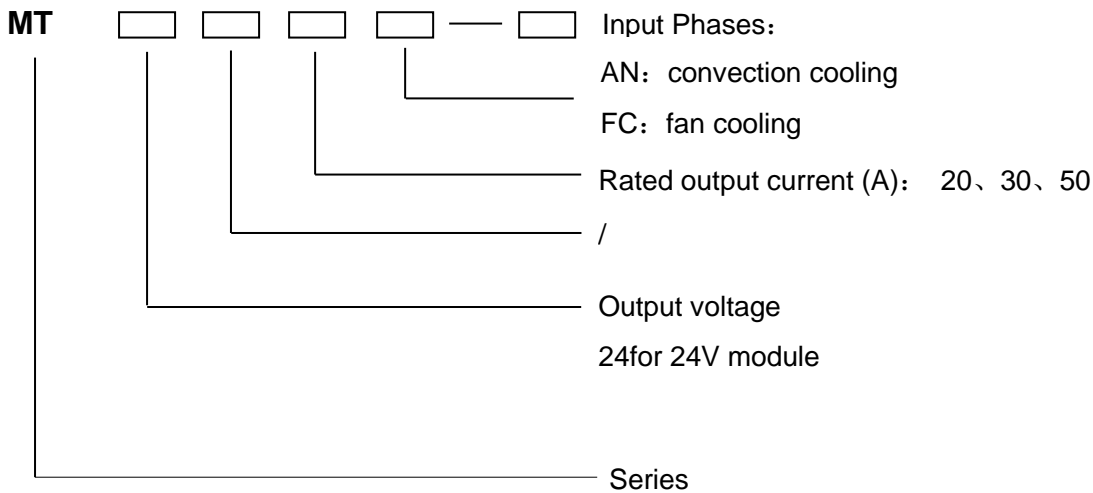 MT Input Phases：
AN：convection cooling
FC：fan cooling
Rated output current (A)： 20、30、50
/
Output voltage
24for 24V module
Series